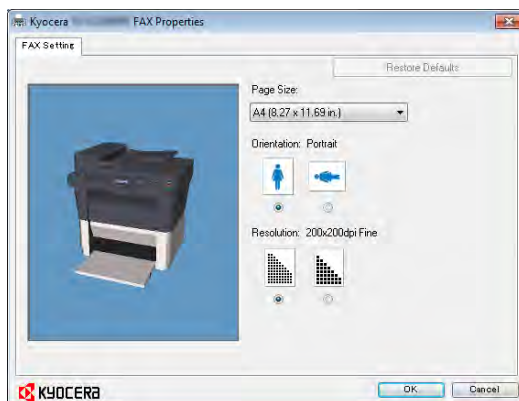 Kyocera FAX Properties
FAX Setting
Restore Defaults
Page Size:
A4 (8.27 x 11.69 in.)
Orientation: Portrait
Resolution: 200x200dpi Fine
KYOCERA
OK
Cancel